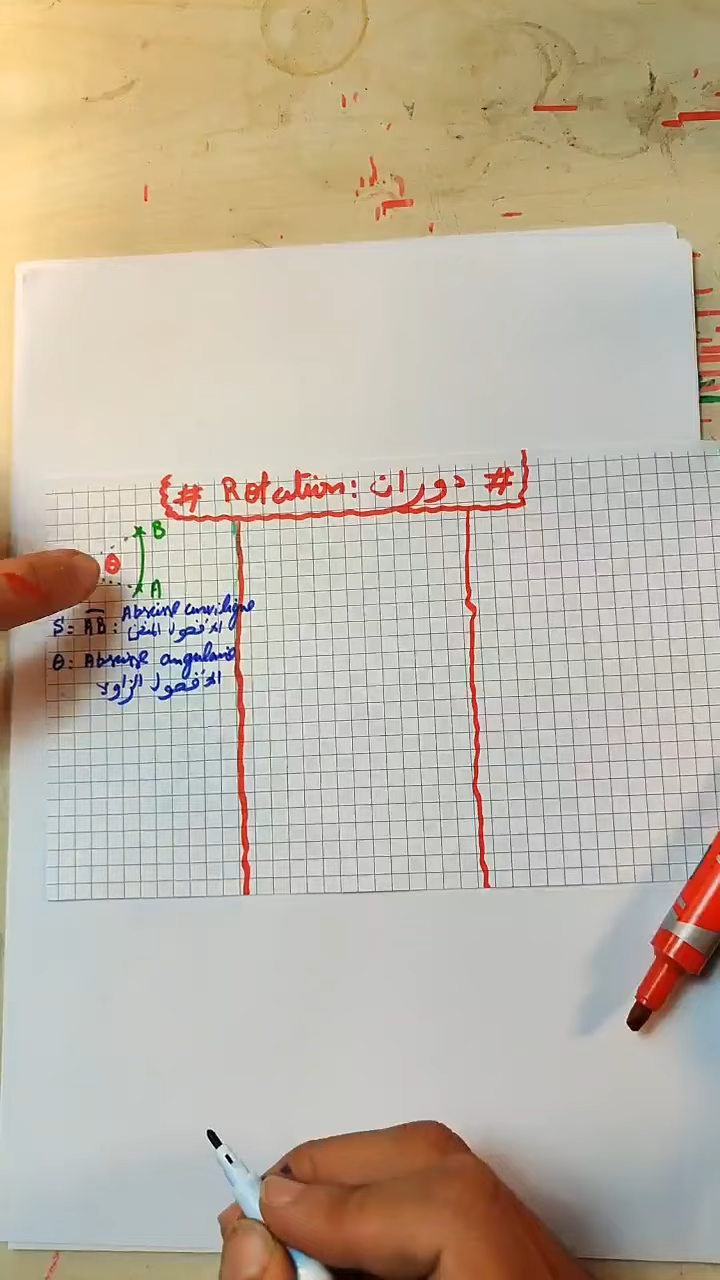 # Rotation: دوران #
B
θ
A
S = AB : Abscisse curviligne
الأفصول المنحني
θ: Abscisse angulaire
الأفصول الزاوي